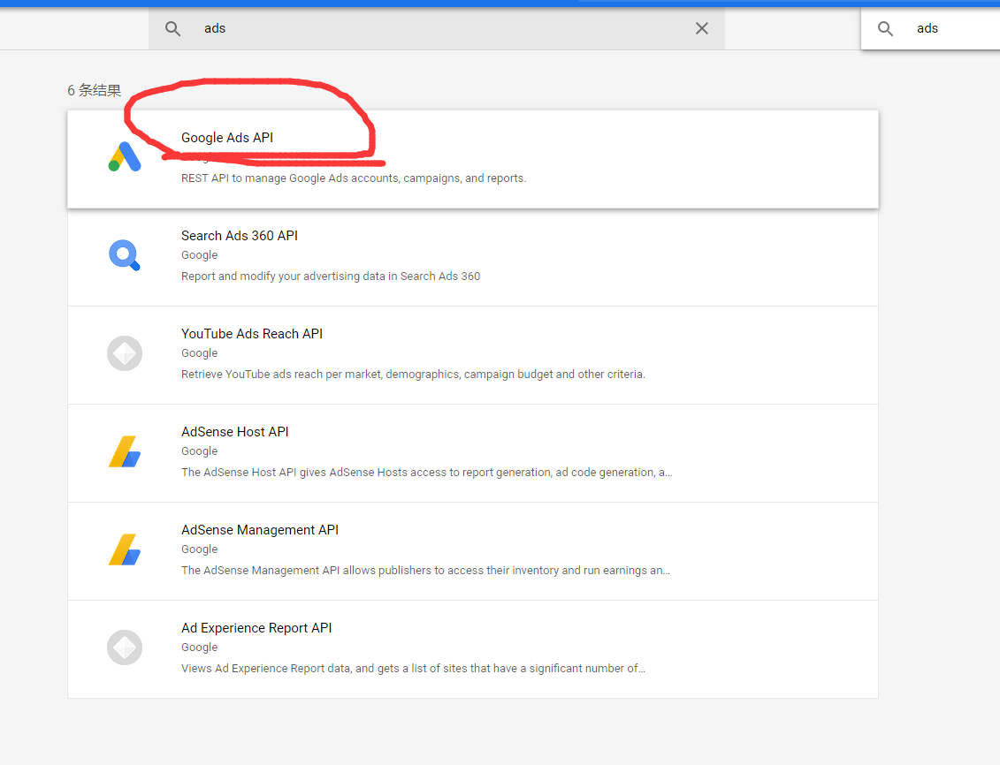 ads
ads
6 条结果
Google Ads API
REST API to manage Google Ads accounts, campaigns, and reports.
Search Ads 360 API
Google
Report and modify your advertising data in Search Ads 360
YouTube Ads Reach API
Google
Retrieve YouTube ads reach per market, demographics, campaign budget and other criteria.
AdSense Host API
Google
The AdSense Host API gives AdSense Hosts access to report generation, ad code generation, a...
AdSense Management API
Google
The AdSense Management API allows publishers to access their inventory and run earnings an...
Ad Experience Report API
Google
Views Ad Experience Report data, and gets a list of sites that have a significant number of...